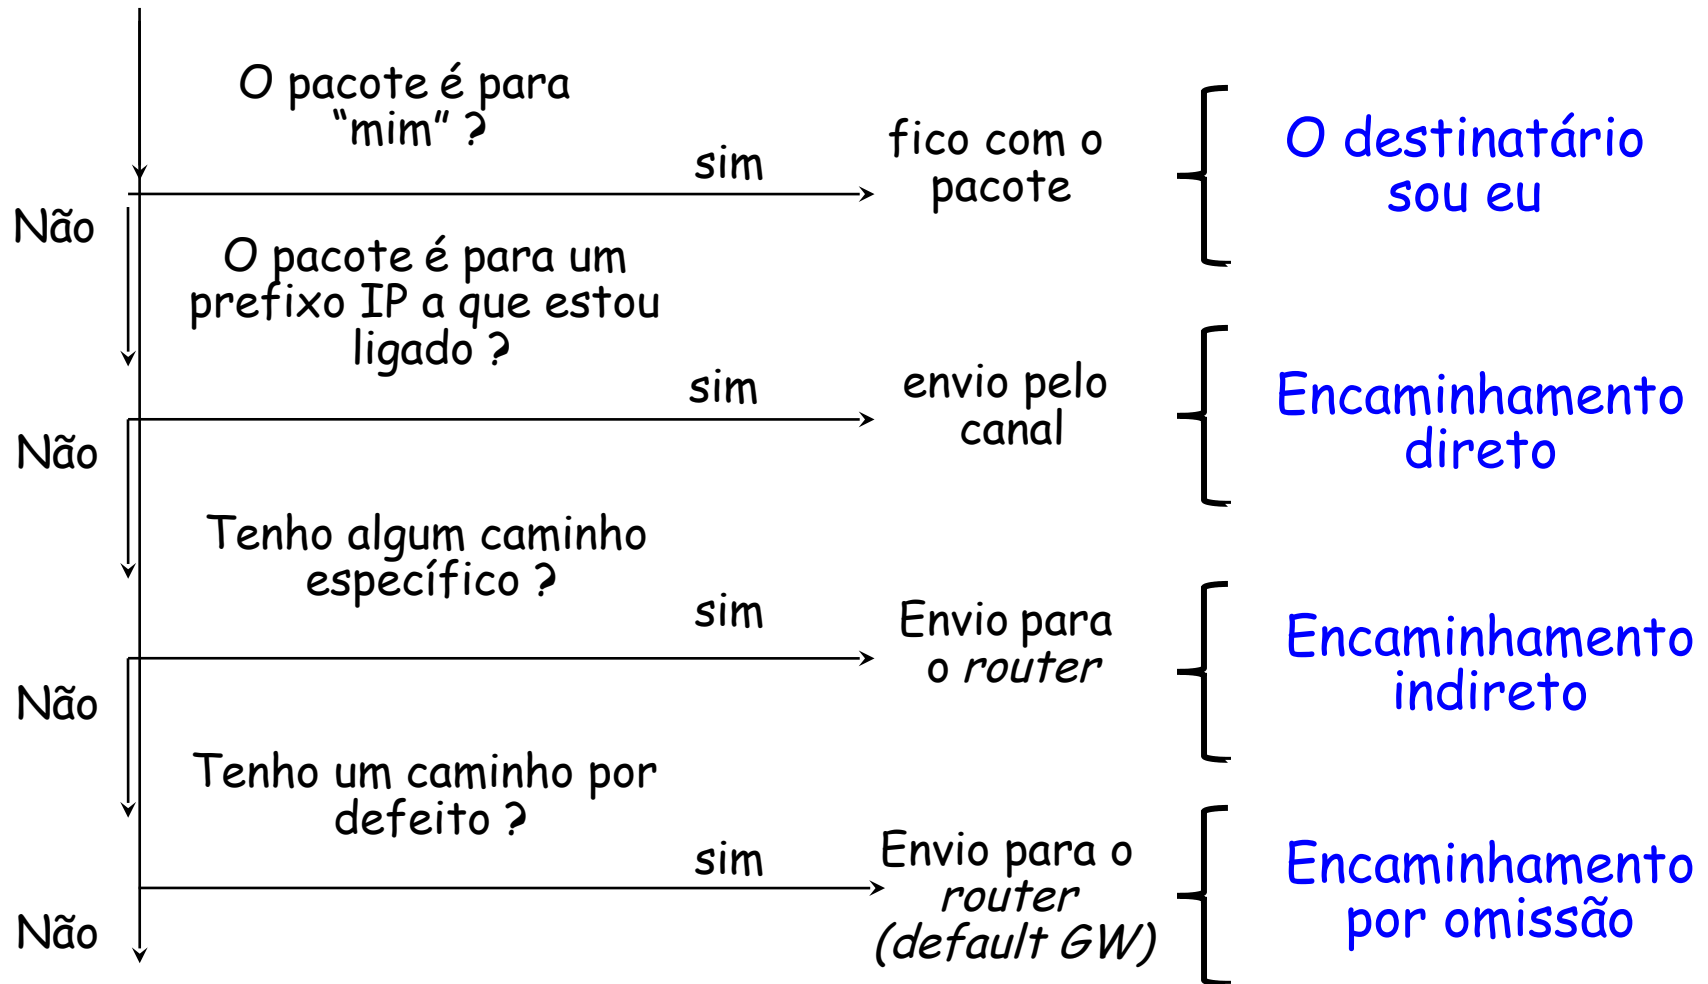 O pacote é para
“mim” ?
sim
fico com o
pacote
O destinatário
sou eu
Não
O pacote é para um
prefixo IP a que estou
ligado ?
sim
envio pelo
canal
Encaminhamento
direto
Não
Tenho algum caminho
específico ?
sim
Envio para
o router
Encaminhamento
indireto
Não
Tenho um caminho por
defeito ?
sim
Envio para o
router
(default GW)
Encaminhamento
por omissão
Não